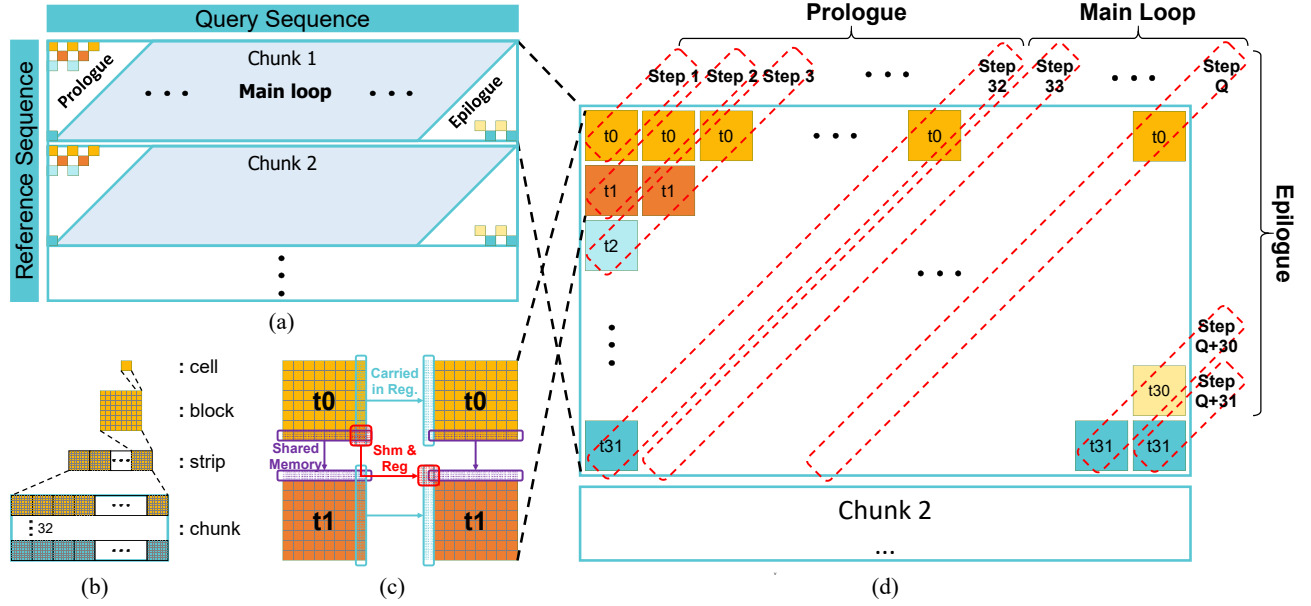 Query Sequence
Reference Sequence
Prologue
Chunk 1
• • •
Main loop
• • •
Epilogue
Chunk 2
(a)
: cell
: block
: strip
: chunk
32
(b)
t0
Carried
in Reg.
t0
Shared
Memory
Shm &
Reg
t1
t1
(c)
Prologue
Main Loop
Step 1
Step 2
Step 3
• • •
Step
32
Step
33
• • •
Step
Q
t0
t0
t0
• • •
t0
t0
t1
t1
t2
• • •
Epilogue
Step
Q+30
t30
Step
Q+31
t31
t31
t31
Chunk 2
...
(d)